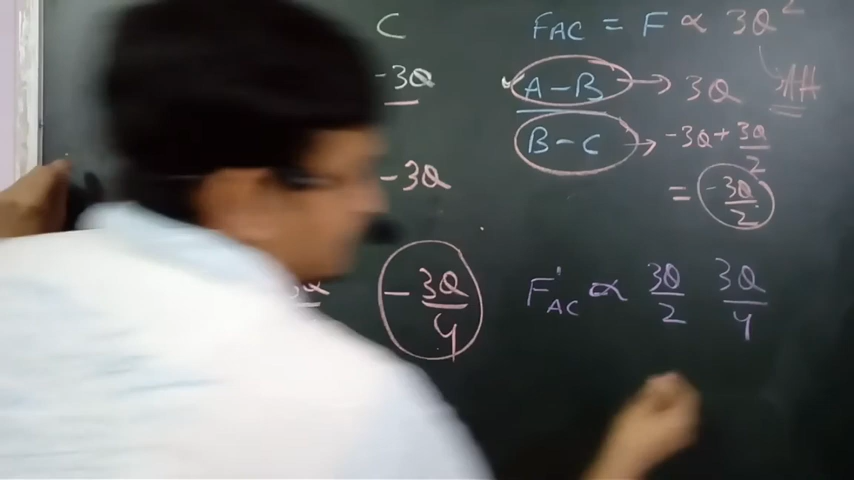 C
F_AC = F ∝ 3Q²
-3Q
A-B → 3Q
B-C → -3Q + 3Q/2
-3Q
= -3Q/2
-3Q/4
F'_AC ∝ 3Q/2 3Q/4